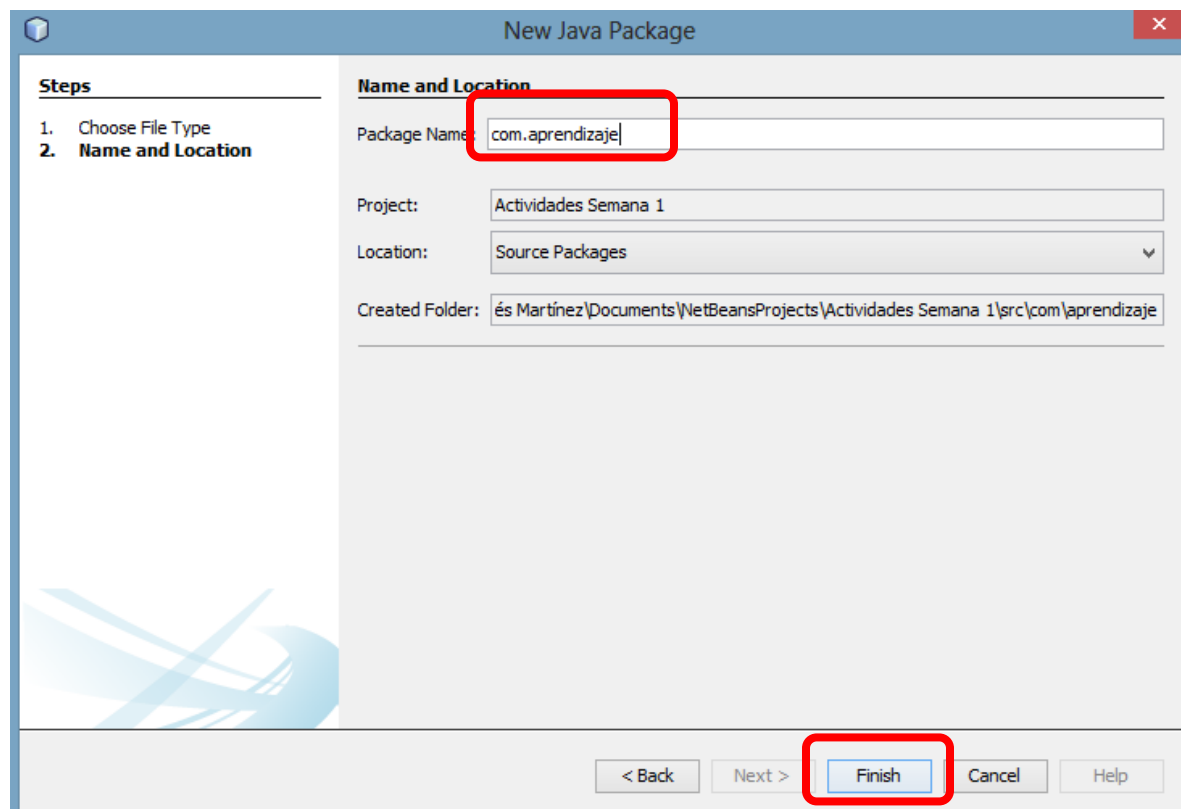 New Java Package
Steps
1. Choose File Type
2. Name and Location
Name and Location
Package Name: com.aprendizaje
Project: Actividades Semana 1
Location: Source Packages
Created Folder: és Martínez\Documents\NetBeansProjects\Actividades Semana 1\src\com\aprendizaje
< Back Next > Finish Cancel Help